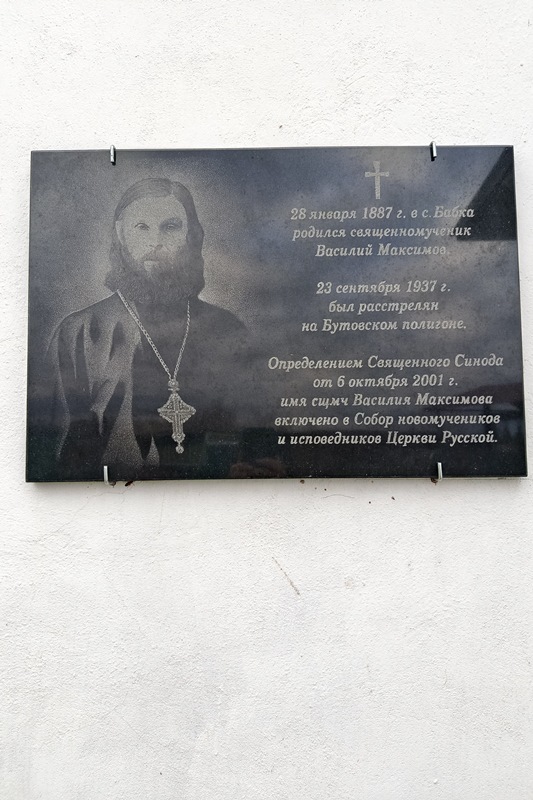 28 января 1887 г. в с. Бабка
родился священномученик
Василий Максимов.
23 сентября 1937 г.
был расстрелян
на Бутовском полигоне.
Определением Священного Синода
от 6 октября 2001 г.
имя сщмч Василия Максимова
включено в Собор новомучеников
и исповедников Церкви Русской.